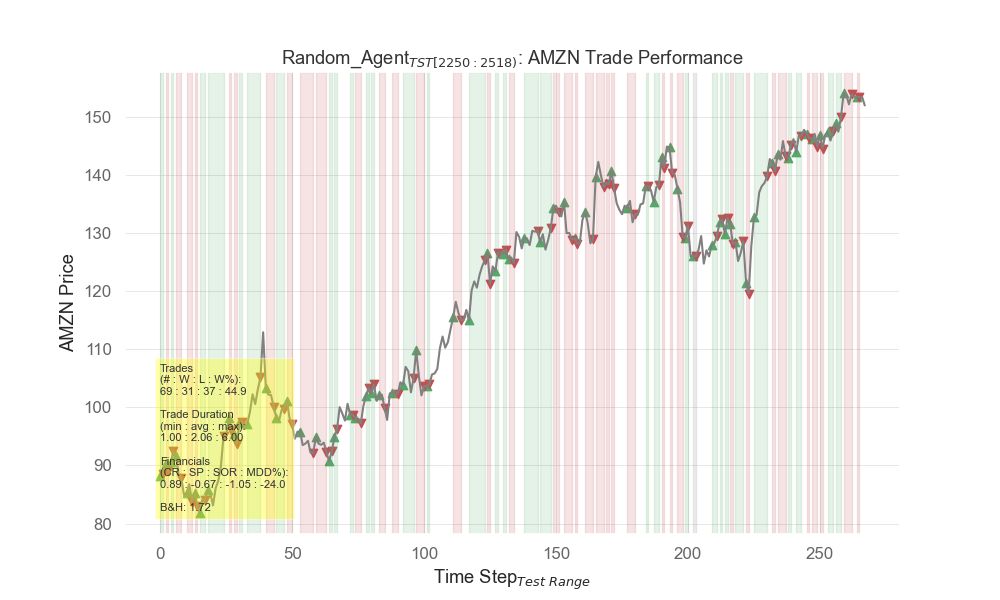 Random_Agent TST[2250:2518): AMZN Trade Performance
AMZN Price
150
140
130
120
110
100
90
80
Trades
(# : W : L : W%):
69 : 31 : 37 : 44.9
Trade Duration
(min : avg : max):
1.00 : 2.06 : 6.00
Financials
(CR : SP : SOR : MDD%):
0.89 : -0.67 : -1.05 : -24.0
B&H: 1.72
0 50 100 150 200 250
Time Step Test Range